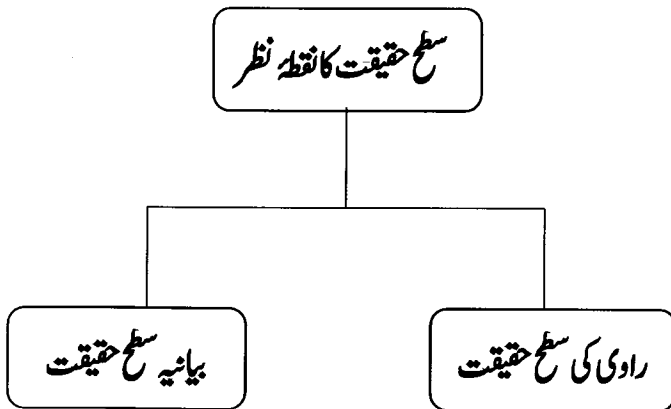 سطح حقیقت کا نقطۂ نظر
راوی کی سطح حقیقت
بیانیہ سطح حقیقت